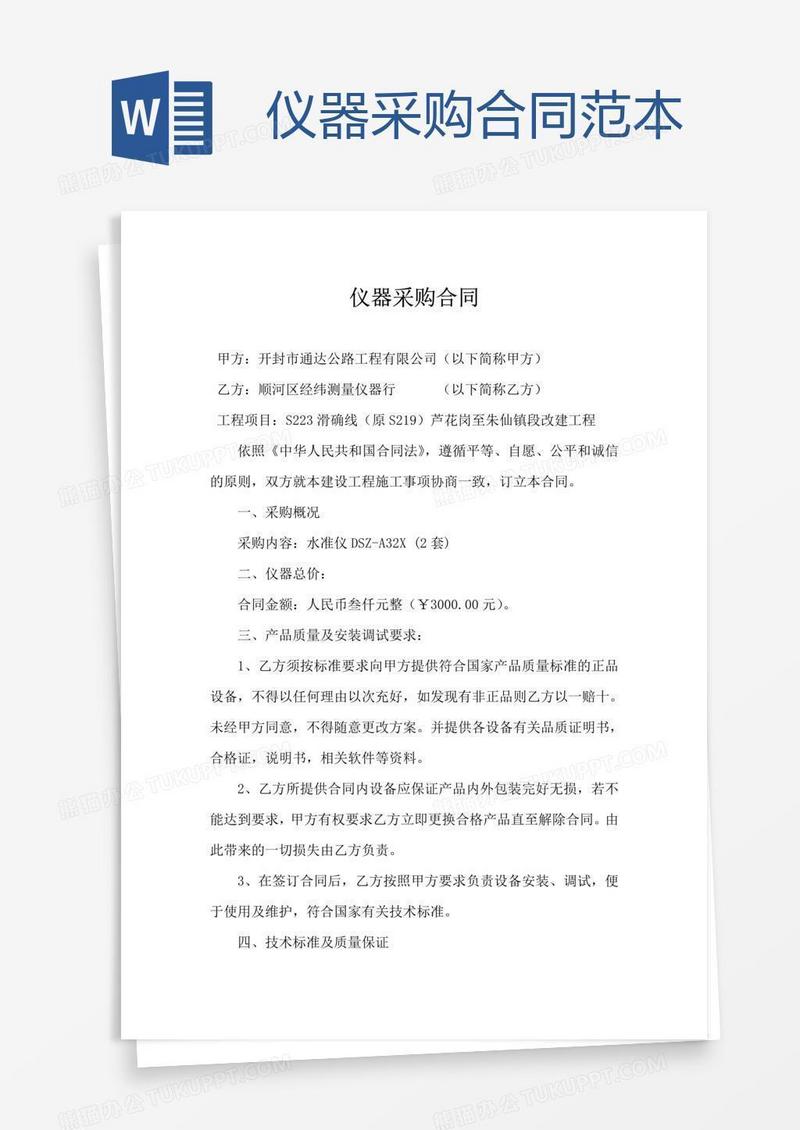 W
仪器采购合同范本
仪器采购合同
甲方：开封市通达公路工程有限公司（以下简称甲方）
乙方：顺河区经纬测量仪器行（以下简称乙方）
工程项目：S223滑确线（原S219）芦花岗至朱仙镇段改建工程
依照《中华人民共和国合同法》，遵循平等、自愿、公平和诚信
的原则，双方就本建设工程施工事项协商一致，订立本合同。
一、采购概况
采购内容：水准仪DSZ-A32X (2套)
二、仪器总价：
合同金额：人民币叁仟元整（￥3000.00元）。
三、产品质量及安装调试要求：
1、乙方须按标准要求向甲方提供符合国家产品质量标准的正品
设备，不得以任何理由以次充好，如发现有非正品则乙方以一赔十。
未经甲方同意，不得随意更改方案。并提供各设备有关品质证明书，
合格证，说明书，相关软件等资料。
2、乙方所提供合同内设备应保证产品内外包装完好无损，若不
能达到要求，甲方有权要求乙方立即更换合格产品直至解除合同。由
此带来的一切损失由乙方负责。
3、在签订合同后，乙方按照甲方要求负责设备安装、调试，便
于使用及维护，符合国家有关技术标准。
四、技术标准及质量保证
熊猫办公 TUKUPPT.COM